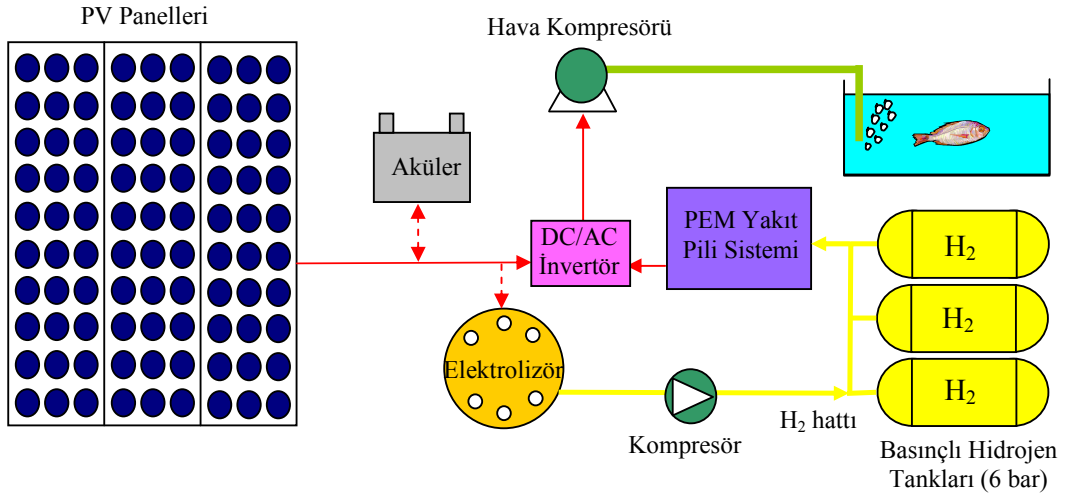 PV Panelleri
Hava Kompresörü
Aküler
DC/AC
İnvertör
PEM Yakıt
Pili Sistemi
H₂
H₂
H₂
Elektrolizör
Kompresör
H₂ hattı
Basınçlı Hidrojen
Tankları (6 bar)